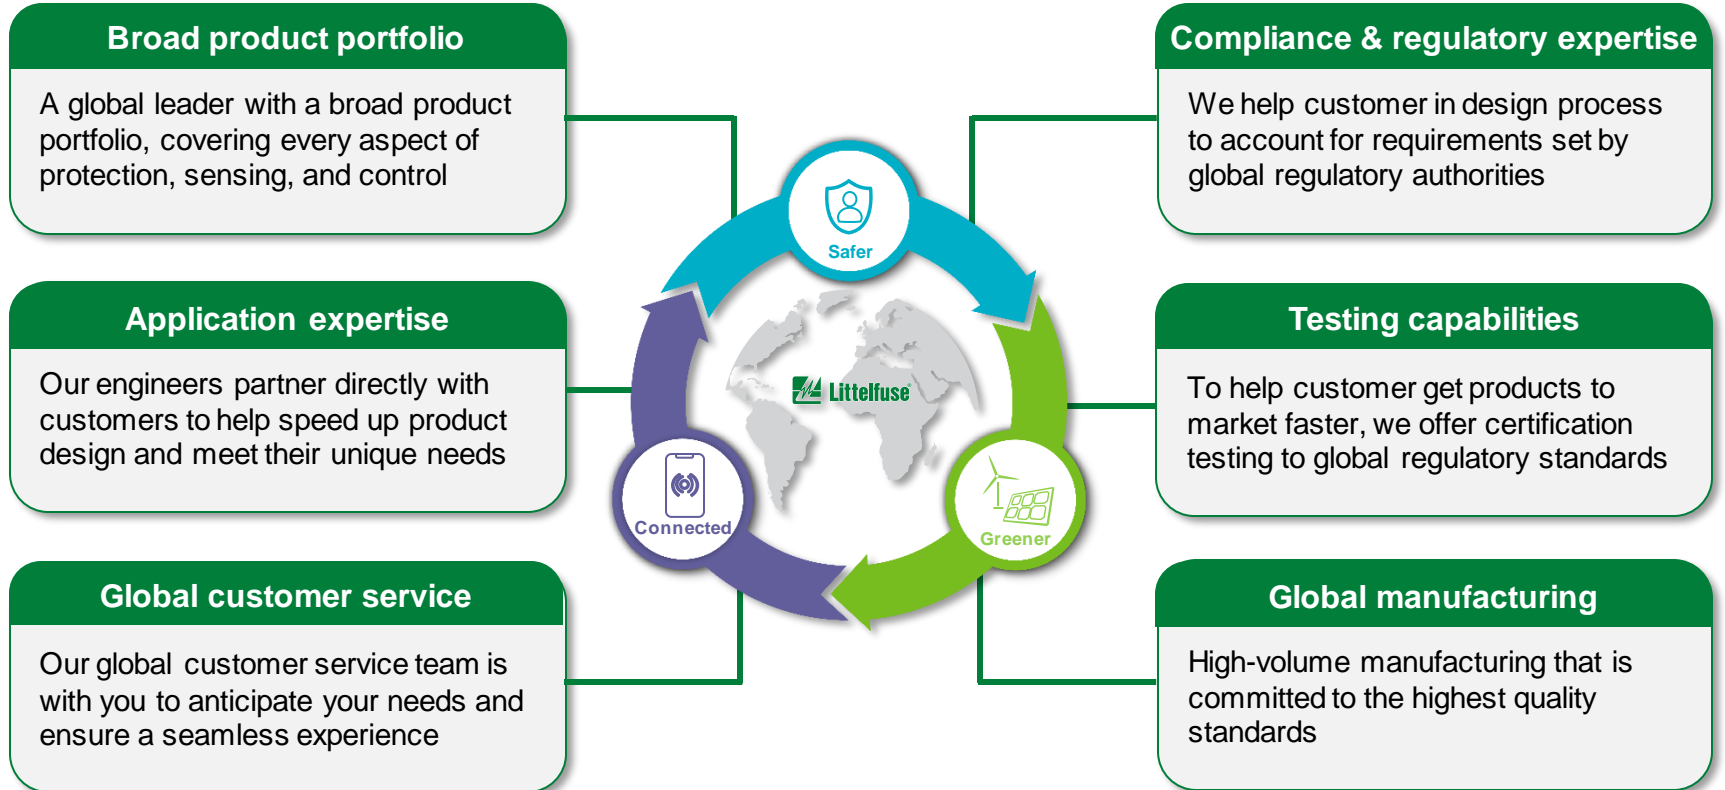 Broad product portfolio
A global leader with a broad product
portfolio, covering every aspect of
protection, sensing, and control
Application expertise
Our engineers partner directly with
customers to help speed up product
design and meet their unique needs
Global customer service
Our global customer service team is
with you to anticipate your needs and
ensure a seamless experience
Safer
Littelfuse®
Connected
Greener
Compliance & regulatory expertise
We help customer in design process
to account for requirements set by
global regulatory authorities
Testing capabilities
To help customer get products to
market faster, we offer certification
testing to global regulatory standards
Global manufacturing
High-volume manufacturing that is
committed to the highest quality
standards